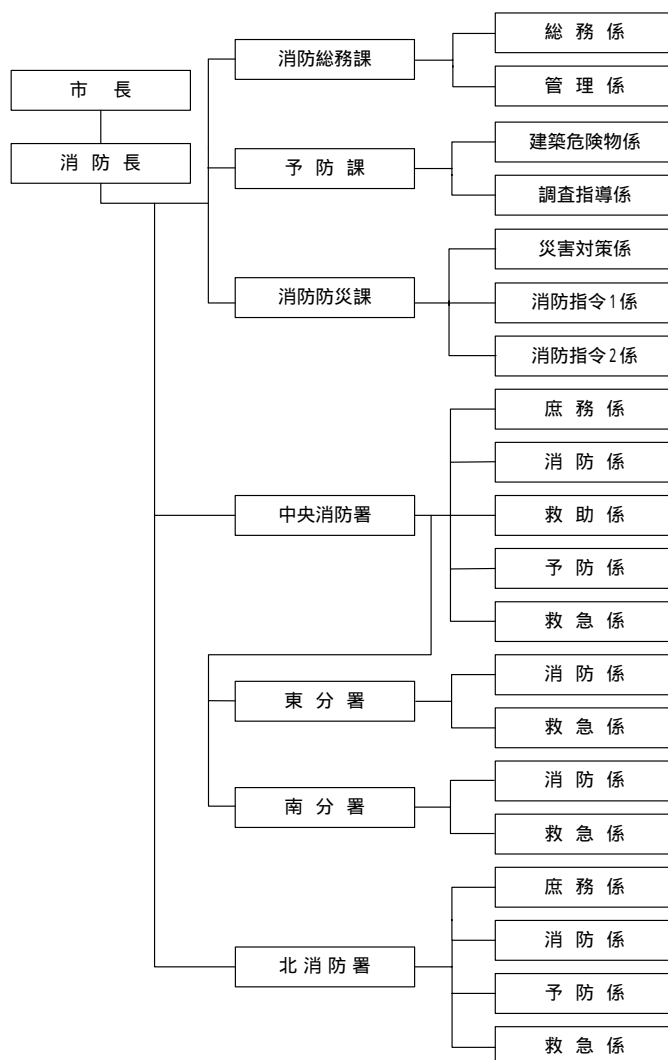 市長
消防長
消防総務課
総務係
管理係
予防課
建築危険物係
調査指導係
消防防災課
災害対策係
消防指令1係
消防指令2係
中央消防署
庶務係
消防係
救助係
予防係
救急係
東分署
消防係
救急係
南分署
消防係
救急係
北消防署
庶務係
消防係
予防係
救急係